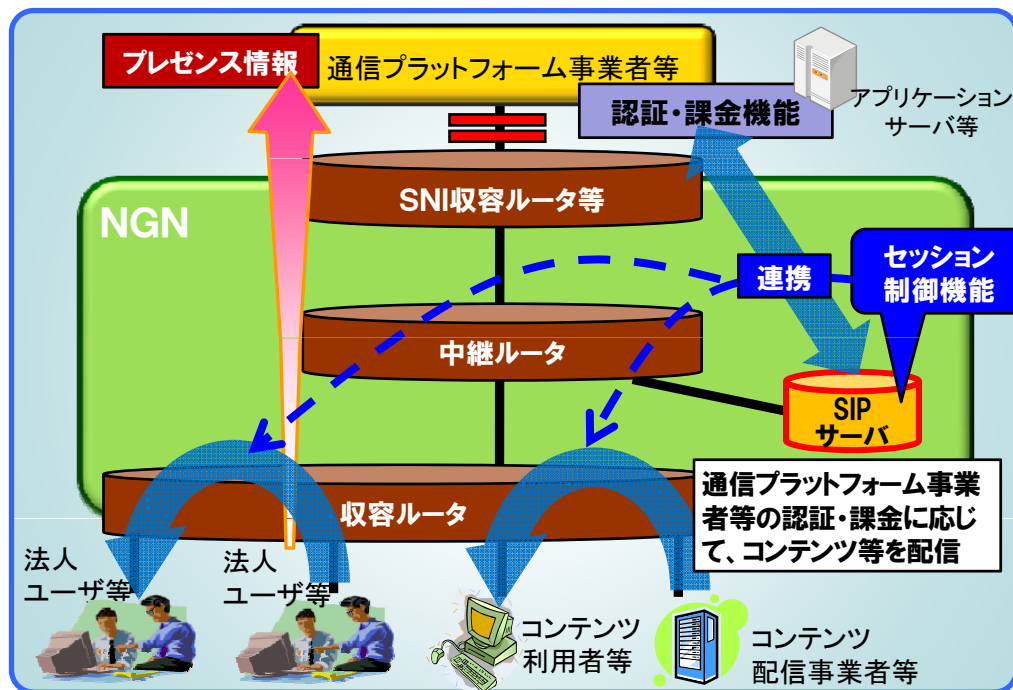 プレゼンス情報
通信プラットフォーム事業者等
認証・課金機能
アプリケーション
サーバ等
SNI収容ルータ等
NGN
セッション
制御機能
連携
中継ルータ
SIP
サーバ
収容ルータ
通信プラットフォーム事業
者等の認証・課金に応じ
て、コンテンツ等を配信
法人
ユーザ等
法人
ユーザ等
コンテンツ
利用者等
コンテンツ
配信事業者等